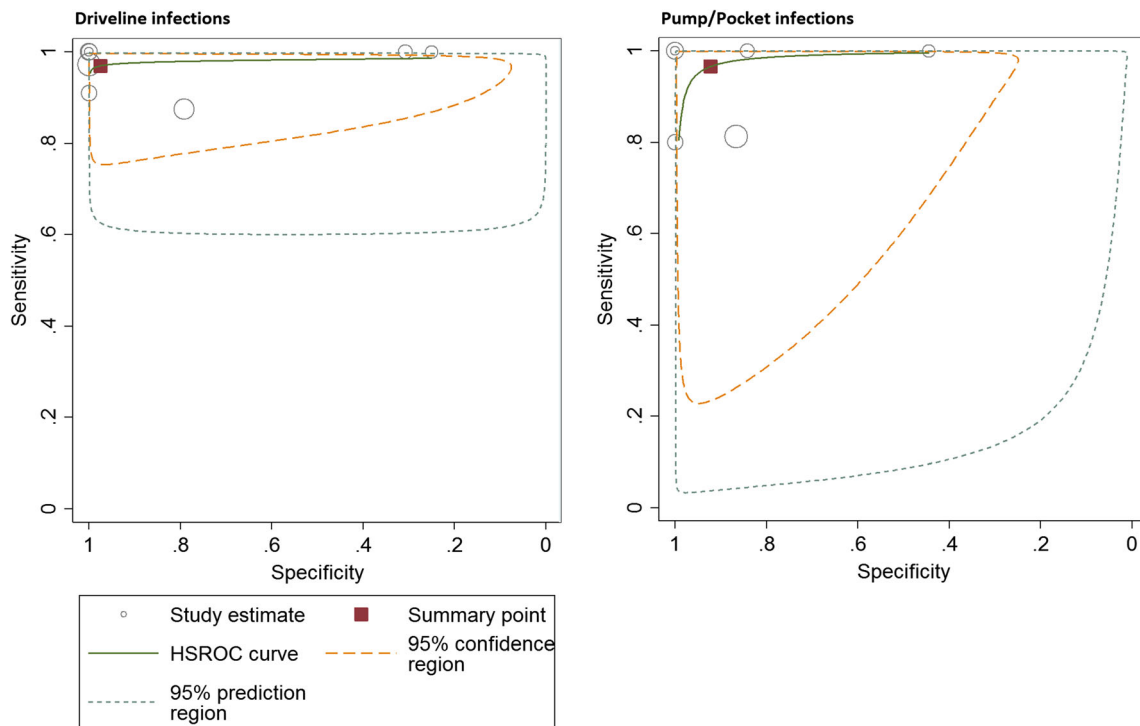 Driveline infections
Pump/Pocket infections
Sensitivity
1
.8
.6
.4
.2
0
1
.8
.6
.4
.2
0
Specificity
Sensitivity
1
.8
.6
.4
.2
0
1
.8
.6
.4
.2
0
Specificity
Study estimate
Summary point
HSROC curve
95% confidence
region
95% prediction
region